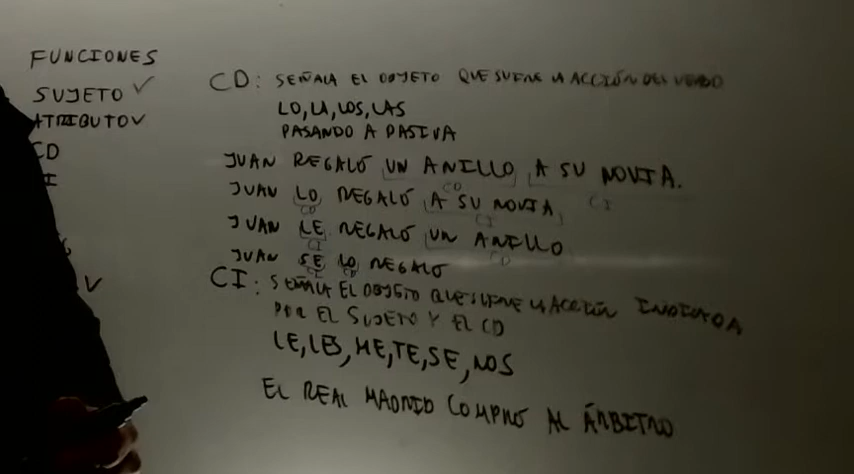 FUNCIONES
SUJETO ✓
ATRIBUTO ✓
CD
CD: SEÑALA EL OBJETO QUE SUFRE LA ACCIÓN DEL VERBO
LO, LA, LOS, LAS
PASANDO A PASIVA
JUAN REGALÓ UN ANILLO A SU NOVIA.
CD CI
JUAN LO REGALÓ A SU NOVIA
CD CI
JUAN LE REGALÓ UN ANILLO
CI CD
JUAN SE LO REGALÓ
CI CD
CI: SEÑALA EL OBJETO QUE SUFRE LA ACCIÓN INDICADA
POR EL SUJETO Y EL CD
LE, LES, ME, TE, SE, NOS
EL REAL MADRID COMPRÓ AL ÁRBITRO